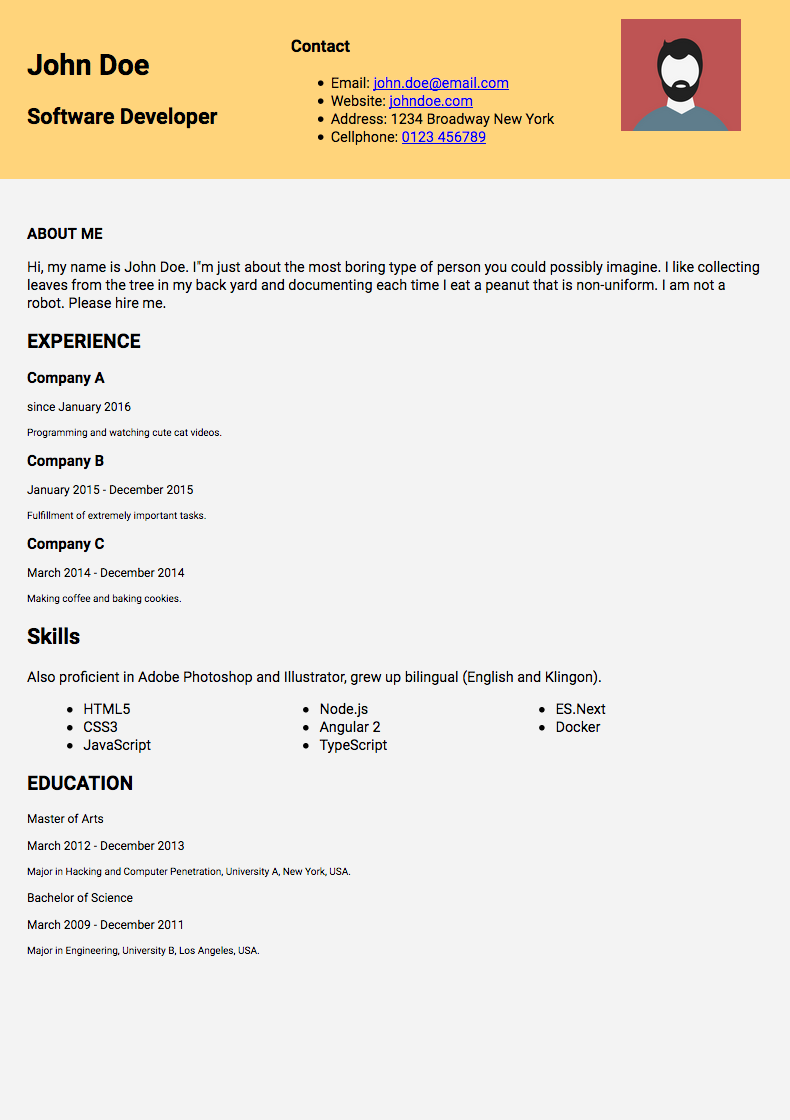 John Doe
Software Developer
Contact
• Email: john.doe@email.com
• Website: johndoe.com
• Address: 1234 Broadway New York
• Cellphone: 0123 456789
ABOUT ME
Hi, my name is John Doe. I"m just about the most boring type of person you could possibly imagine. I like collecting
leaves from the tree in my back yard and documenting each time I eat a peanut that is non-uniform. I am not a
robot. Please hire me.
EXPERIENCE
Company A
since January 2016
Programming and watching cute cat videos.
Company B
January 2015 - December 2015
Fulfillment of extremely important tasks.
Company C
March 2014 - December 2014
Making coffee and baking cookies.
Skills
Also proficient in Adobe Photoshop and Illustrator, grew up bilingual (English and Klingon).
• HTML5
• CSS3
• JavaScript
• Node.js
• Angular 2
• TypeScript
• ES.Next
• Docker
EDUCATION
Master of Arts
March 2012 - December 2013
Major in Hacking and Computer Penetration, University A, New York, USA.
Bachelor of Science
March 2009 - December 2011
Major in Engineering, University B, Los Angeles, USA.